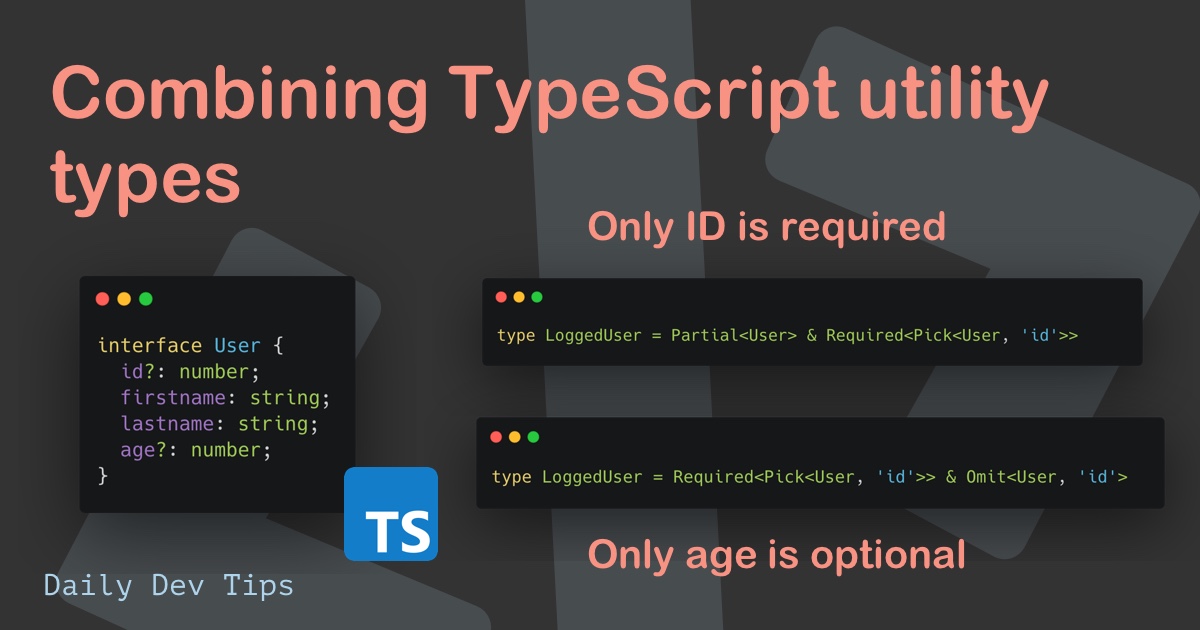 Combining TypeScript utility
types
Only ID is required
interface User {
  id?: number;
  firstname: string;
  lastname: string;
  age?: number;
}
type LoggedUser = Partial<User> & Required<Pick<User, 'id'>>
type LoggedUser = Required<Pick<User, 'id'>> & Omit<User, 'id'>
TS
Only age is optional
Daily Dev Tips